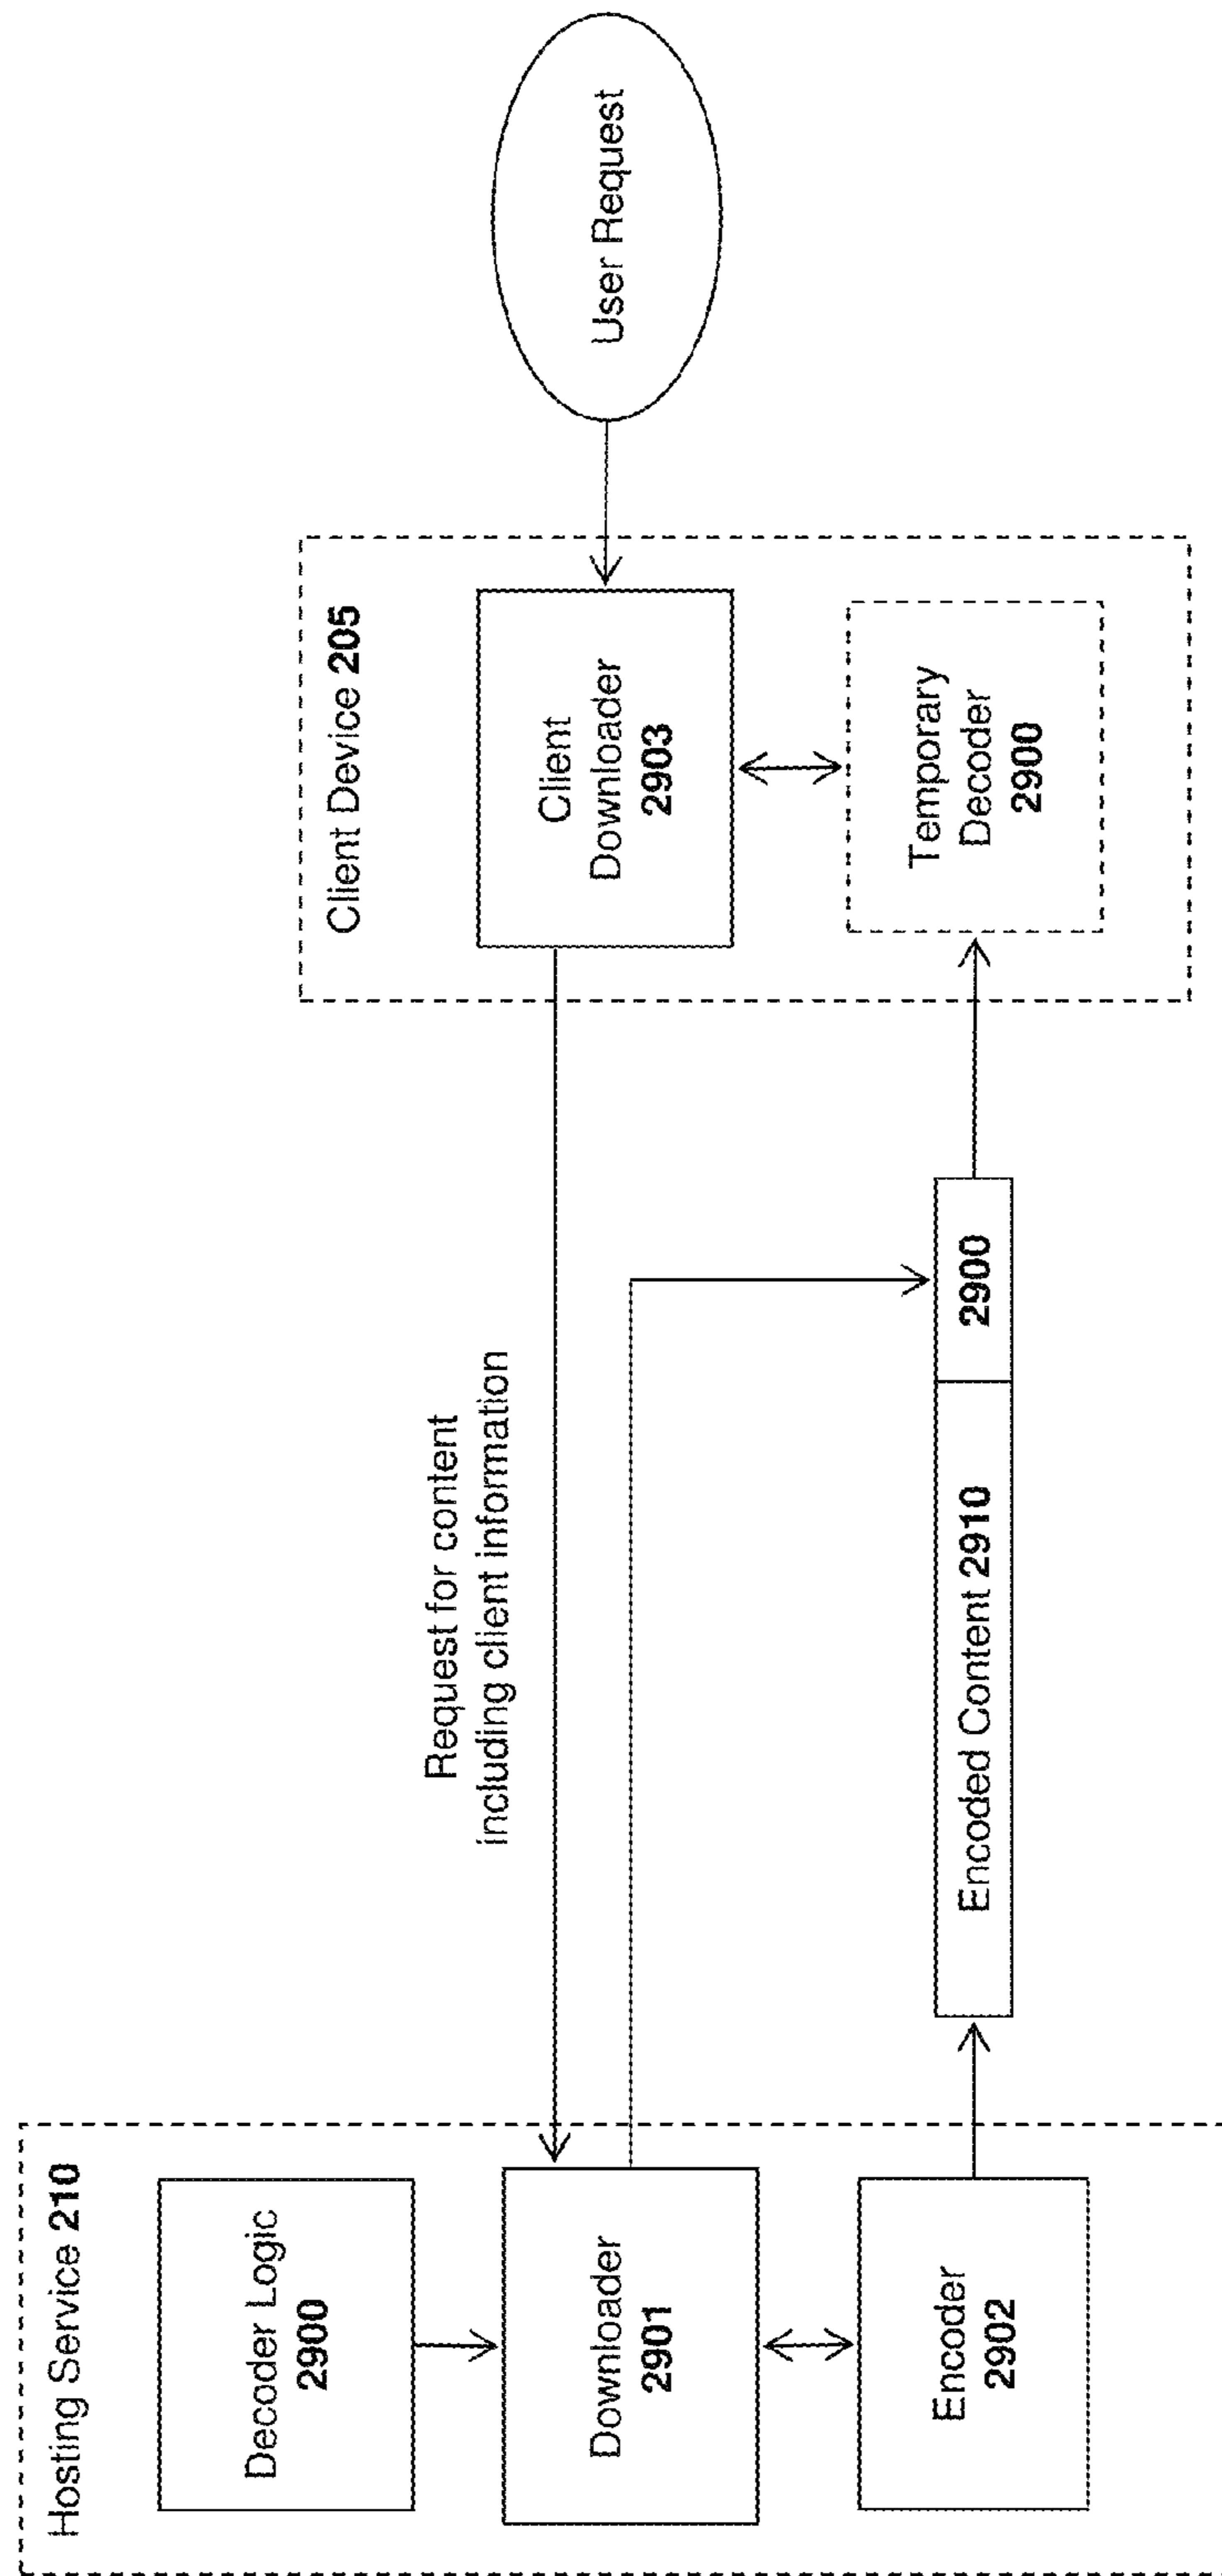 Hosting Service 210
Decoder Logic
2900
Downloader
2901
Encoder
2902
Request for content
including client information
Encoded Content 2910
2900
Client Device 205
Client
Downloader
2903
Temporary
Decoder
2900
User Request